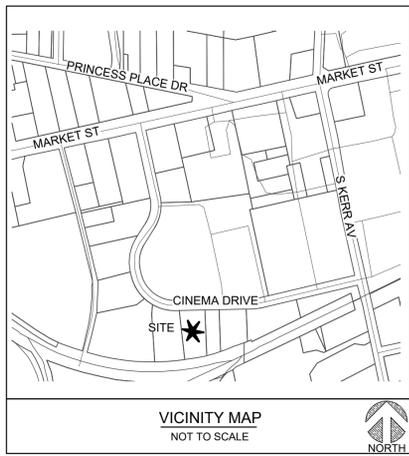 PRINCESS PLACE DR
MARKET ST
MARKET ST
S KERR AV
CINEMA DRIVE
SITE
VICINITY MAP
NOT TO SCALE
NORTH